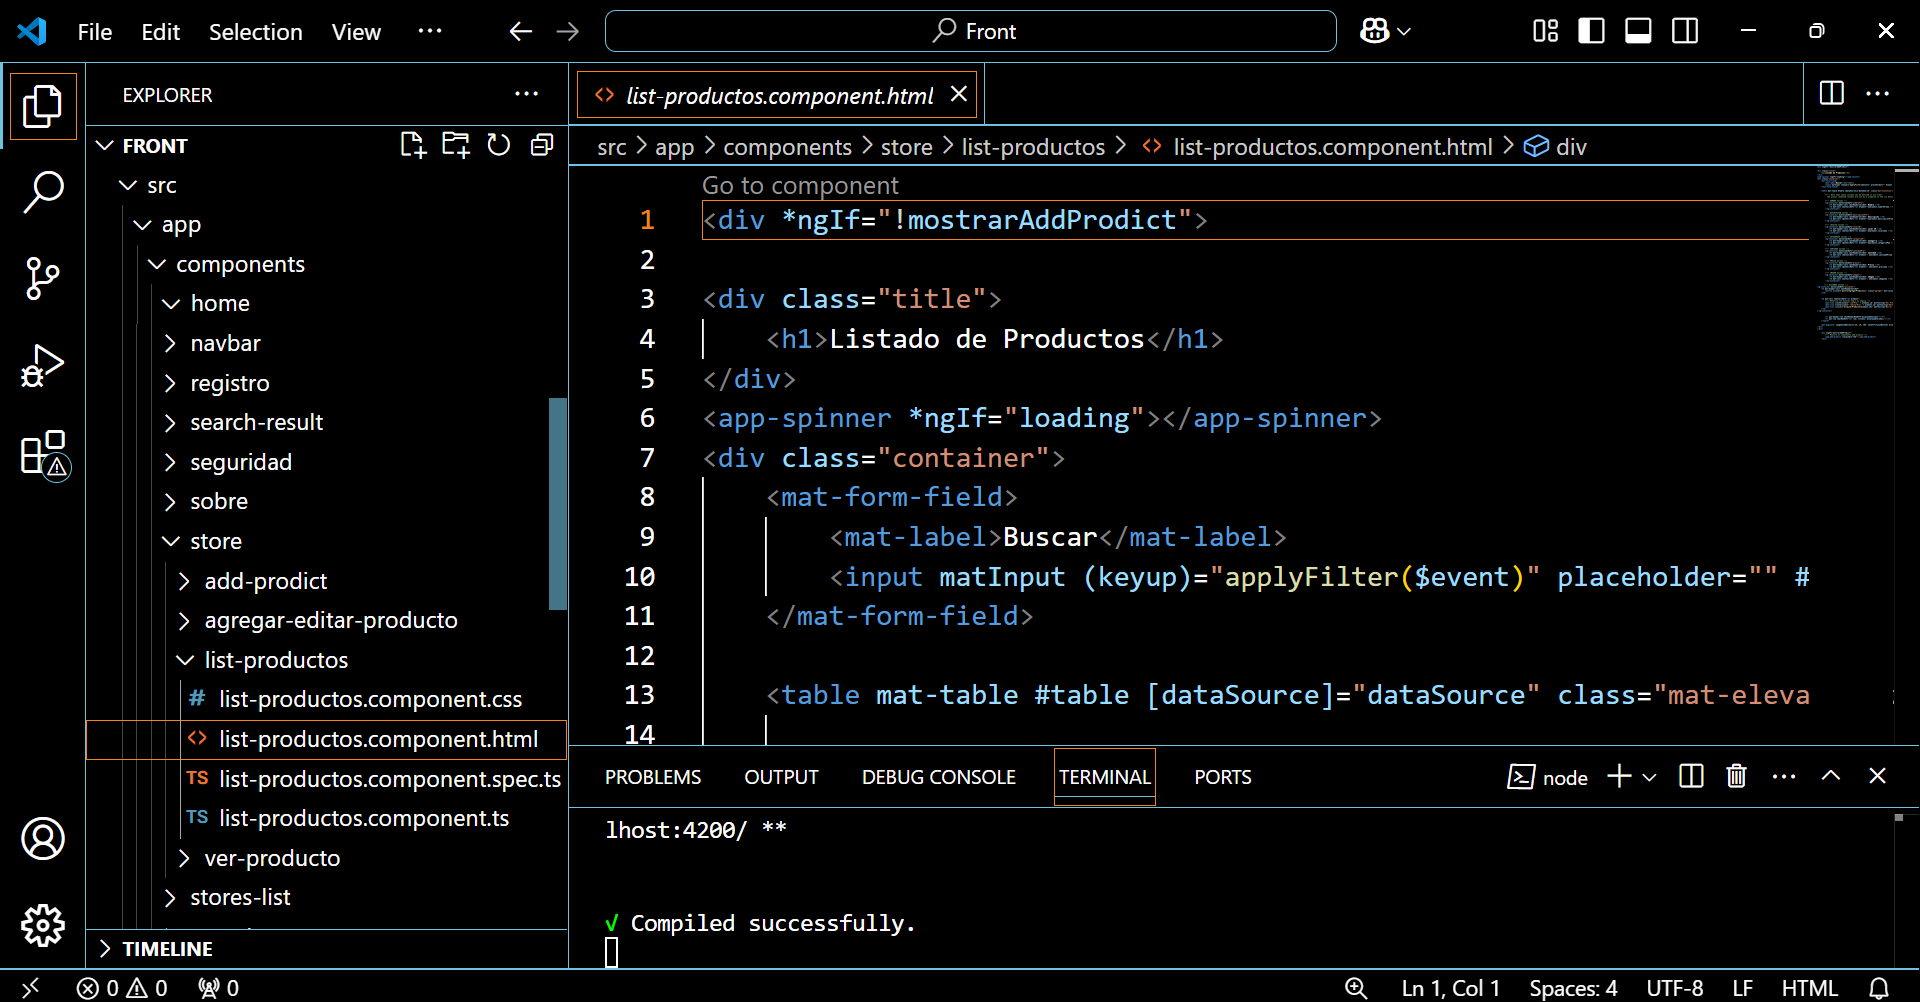 File Edit Selection View ··· Front
EXPLORER
FRONT
src
app
components
home
navbar
registro
search-result
seguridad
sobre
store
add-prodict
agregar-editar-producto
list-productos
# list-productos.component.css
<> list-productos.component.html
TS list-productos.component.spec.ts
TS list-productos.component.ts
ver-producto
stores-list
TIMELINE
<> list-productos.component.html
src > app > components > store > list-productos > <> list-productos.component.html > div
Go to component
1 <div *ngIf="!mostrarAddProdict">
2
3 <div class="title">
4 <h1>Listado de Productos</h1>
5 </div>
6 <app-spinner *ngIf="loading"></app-spinner>
7 <div class="container">
8 <mat-form-field>
9 <mat-label>Buscar</mat-label>
10 <input matInput (keyup)="applyFilter($event)" placeholder="" #
11 </mat-form-field>
12
13 <table mat-table #table [dataSource]="dataSource" class="mat-eleva
14
PROBLEMS OUTPUT DEBUG CONSOLE TERMINAL PORTS node
lhost:4200/ **
√ Compiled successfully.
0 0 0 Ln 1, Col 1 Spaces: 4 UTF-8 LF HTML